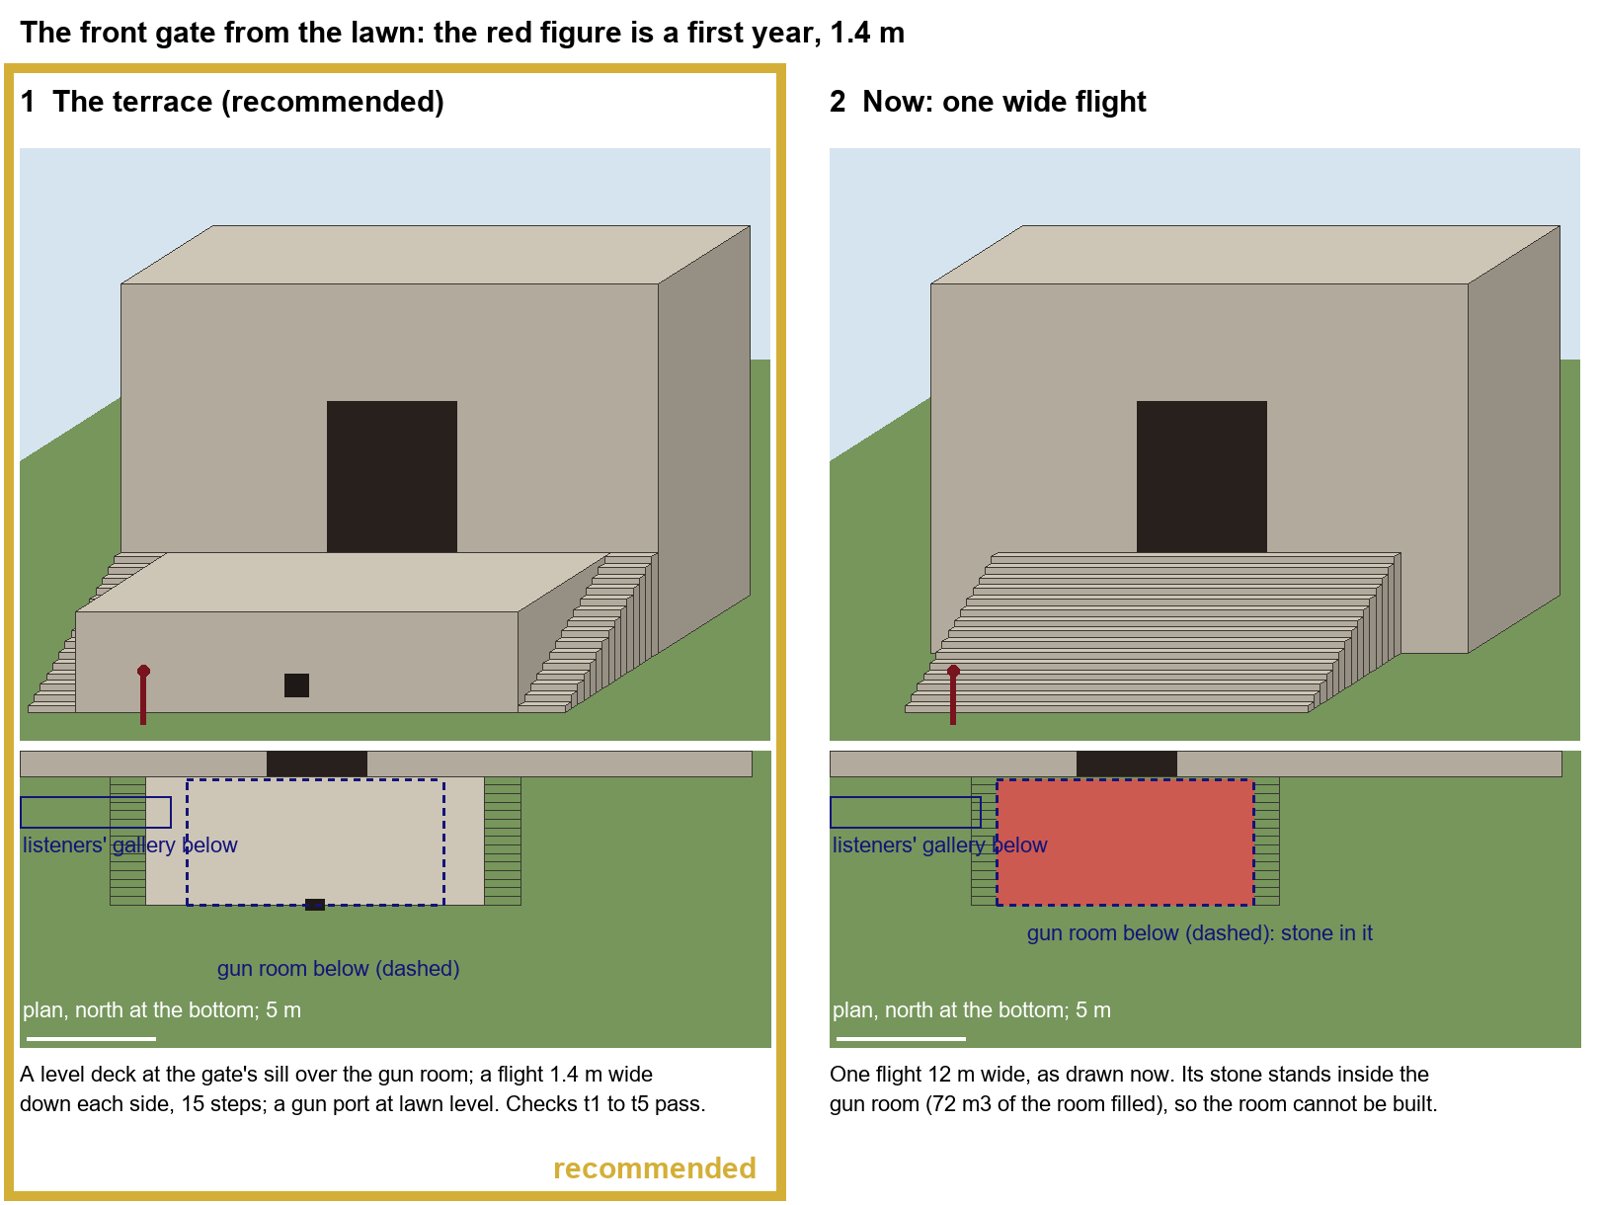 The front gate from the lawn: the red figure is a first year, 1.4 m
1 The terrace (recommended)
listeners' gallery below
gun room below (dashed)
plan, north at the bottom; 5 m
A level deck at the gate's sill over the gun room; a flight 1.4 m wide
down each side, 15 steps; a gun port at lawn level. Checks t1 to t5 pass.
recommended
2 Now: one wide flight
listeners' gallery below
gun room below (dashed): stone in it
plan, north at the bottom; 5 m
One flight 12 m wide, as drawn now. Its stone stands inside the
gun room (72 m3 of the room filled), so the room cannot be built.